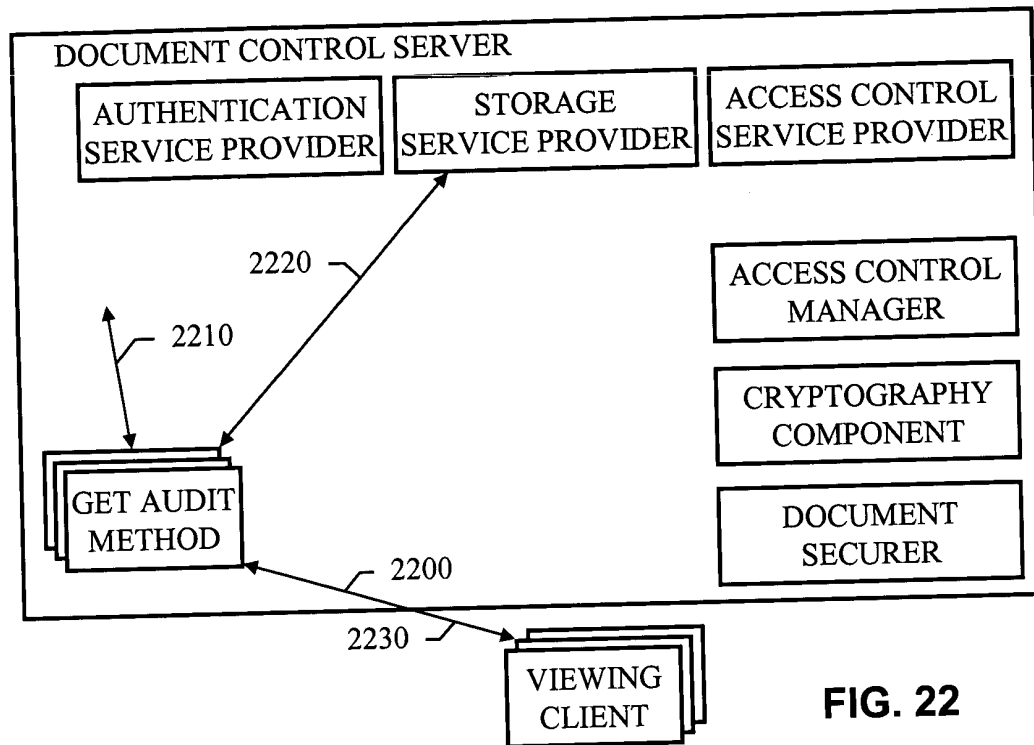 DOCUMENT CONTROL SERVER
AUTHENTICATION
SERVICE PROVIDER
STORAGE
SERVICE PROVIDER
ACCESS CONTROL
SERVICE PROVIDER
2220
ACCESS CONTROL
MANAGER
2210
CRYPTOGRAPHY
COMPONENT
GET AUDIT
METHOD
DOCUMENT
SECURER
2200
2230
VIEWING
CLIENT
FIG. 22